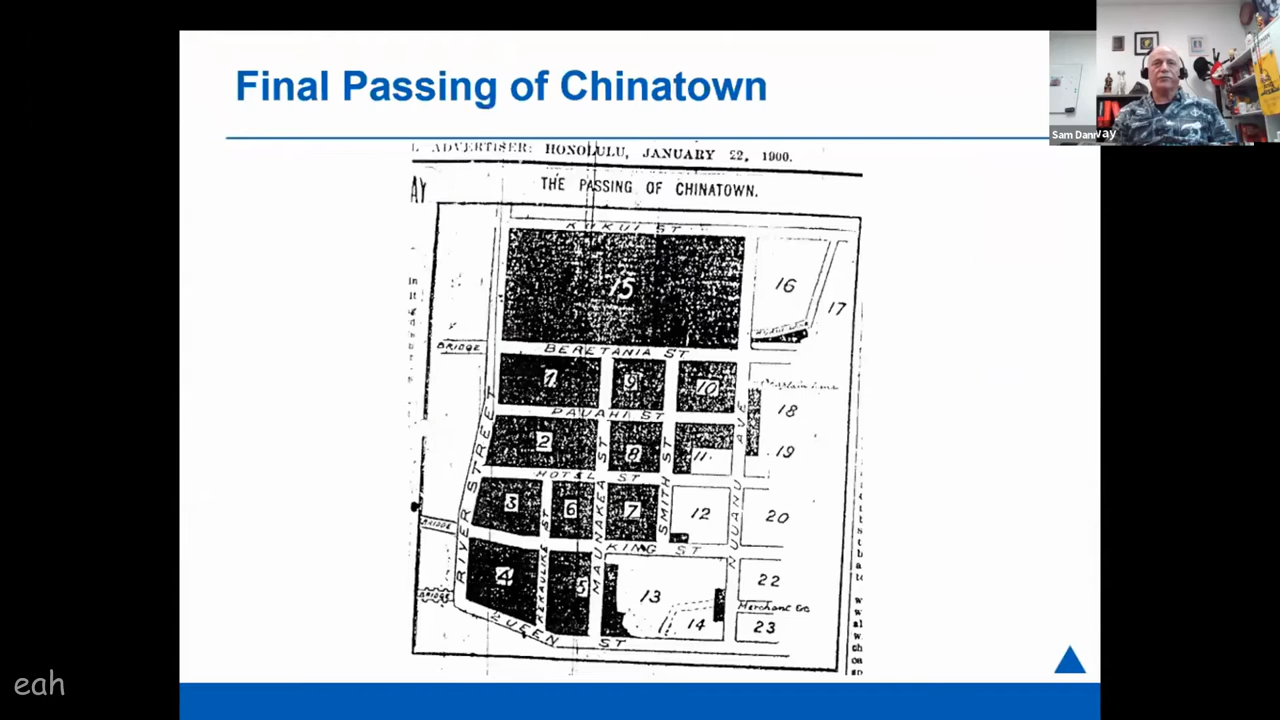 Final Passing of Chinatown
ADVERTISER: HONOLULU, JANUARY 22, 1900.
AY
THE PASSING OF CHINATOWN.
KUKUI ST
15
16
17
BRIDGE
BERETANIA ST
1
9
10
PAUAHI ST
18
2
8
11
19
HOTEL ST
3
6
7
12
20
RIVER STREET
KEKAULIKE ST
MAUNAKEA ST
SMITH ST
NUUANU AVE
BRIDGE
KING ST
4
5
13
22
BRIDGE
Merchant
14
23
QUEEN ST
Sam Dan
way
eah